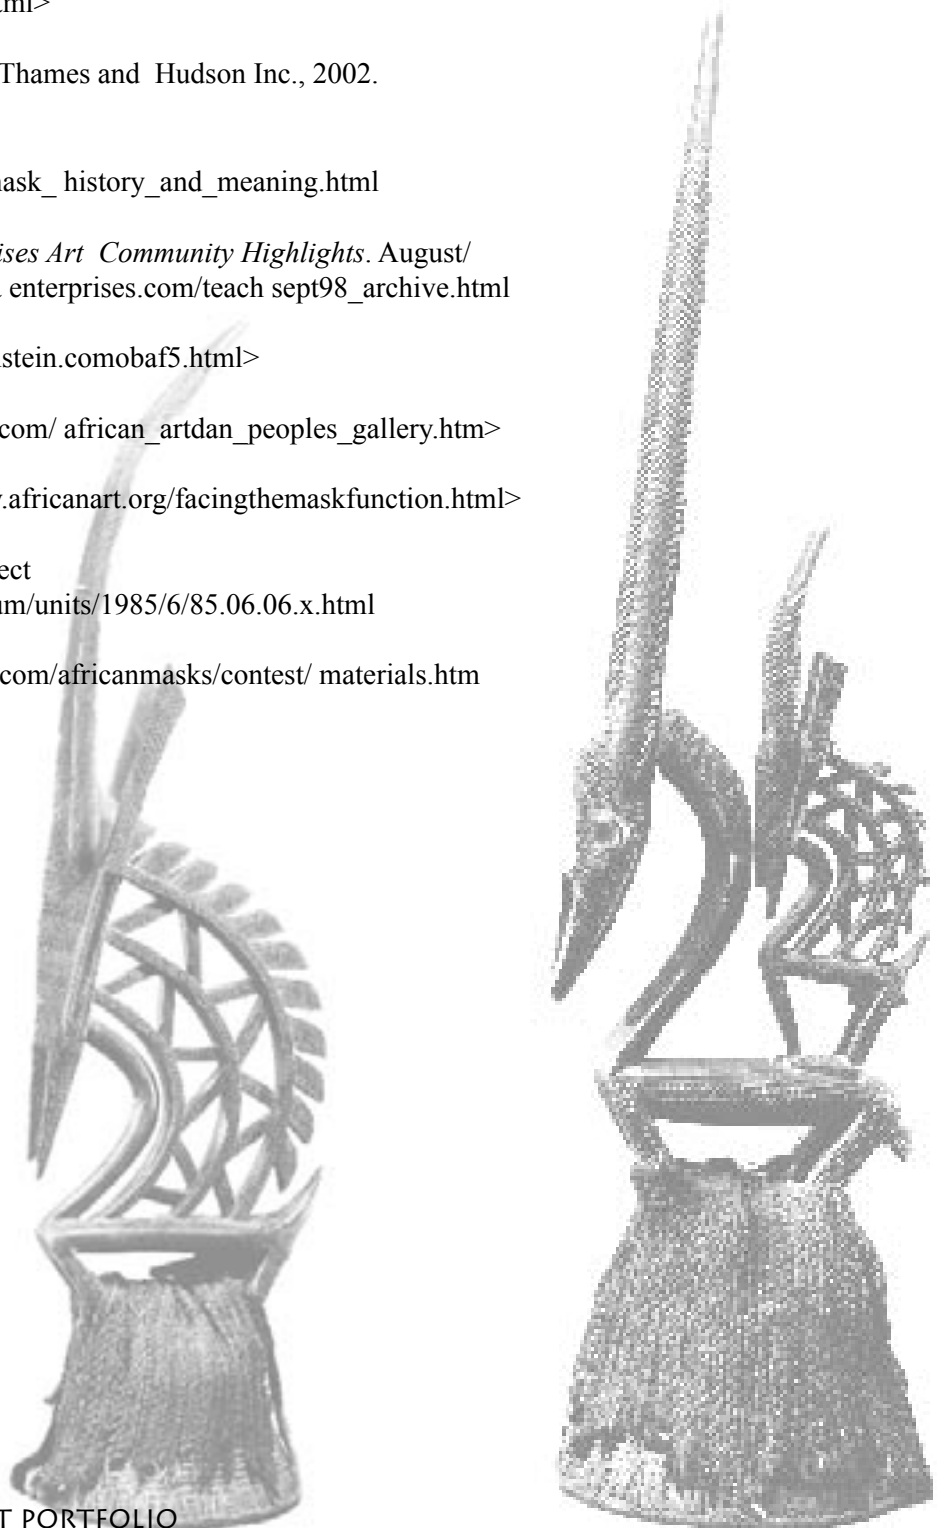 ml>
Thames and Hudson Inc., 2002.
ask_ history_and_meaning.html
ises Art Community Highlights. August/
enterprises.com/teach sept98_archive.html
stein.comobaf5.html>
com/ african_artdan_peoples_gallery.htm>
.africanart.org/facingthemaskfunction.html>
ect
um/units/1985/6/85.06.06.x.html
com/africanmasks/contest/ materials.htm
T PORTFOLIO